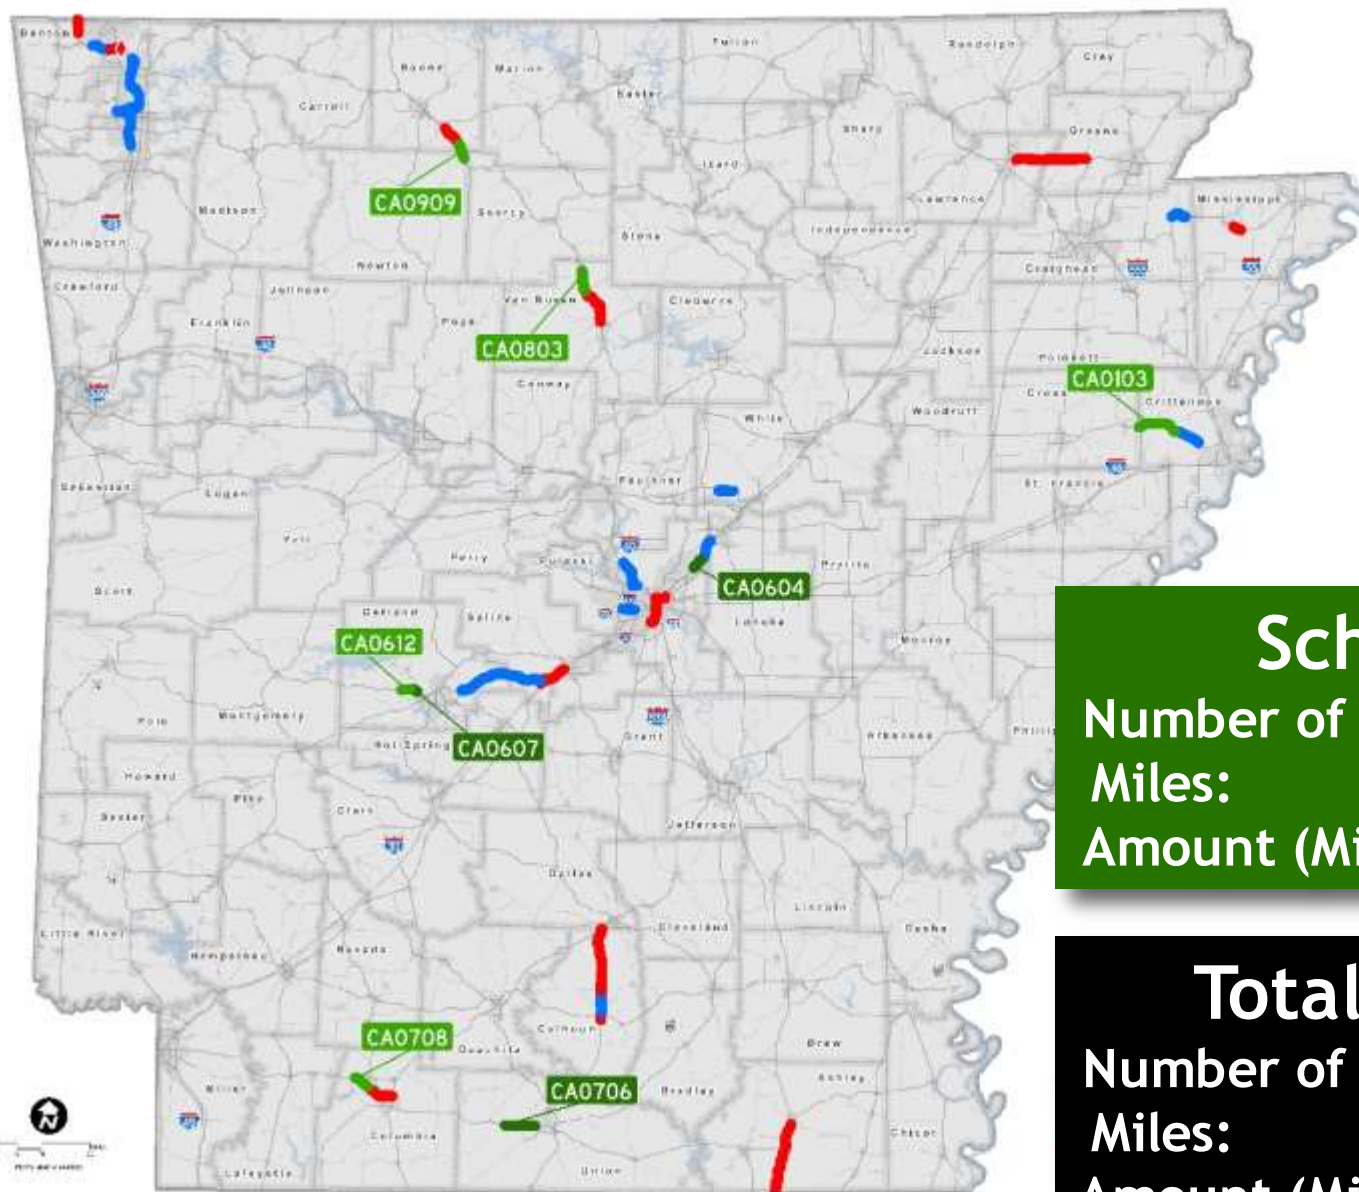 Benton
Boone
Marion
Fulton
Randolph
Clay
Carroll
Baxter
Sharp
Greene
Izard
CA0909
Lawrence
Mississippi
Madison
Searcy
Stone
Independence
Washington
Newton
Craighead
Crawford
Johnson
Van Buren
Cleburne
Franklin
Pope
CA0803
Jackson
Poinsett
CA0103
Conway
Cross
Crittenden
White
Woodruff
Faulkner
St. Francis
Sebastian
Logan
Yell
Perry
Pulaski
Prairie
CA0604
Scott
Garland
Saline
Lonoke
Monroe
CA0612
Polk
Montgomery
Hot Spring
CA0607
Grant
Arkansas
Phillip
Howard
Pike
Clark
Sevier
Jefferson
Dallas
Lincoln
Little River
Hempstead
Nevada
Cleveland
Desha
Calhoun
CA0708
Ouachita
Drew
Miller
CA0706
Bradley
Ashley
Columbia
Chicot
Lafayette
Union
N
Sch
Number of
Miles:
Amount (Mi
Total
Number of
Miles:
Amount (Mi